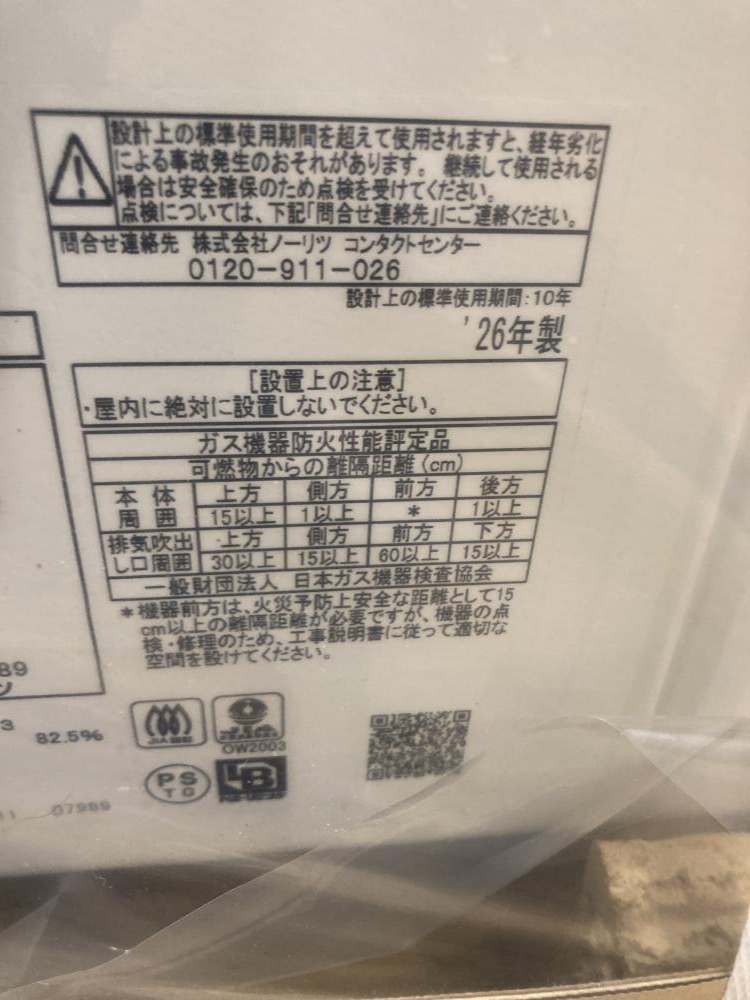 設計上の標準使用期間を超えて使用されますと、経年劣化
による事故発生のおそれがあります。 継続して使用される
場合は安全確保のため点検を受けてください。
点検については、下記「問合せ連絡先」にご連絡ください。
問合せ連絡先 株式会社ノーリツ コンタクトセンター
0120-911-026
設計上の標準使用期間:10年
'26年製
[設置上の注意]
・屋内に絶対に設置しないでください。
ガス機器防火性能評定品
可燃物からの離隔距離(cm)
本体周囲 上方 側方 前方 後方
15以上 1以上 * 1以上
排気吹出し口周囲 上方 側方 前方 下方
30以上 15以上 60以上 15以上
一般財団法人 日本ガス機器検査協会
*機器前方は、火災予防上安全な距離として15
cm以上の離隔距離が必要ですが、機器の点
検・修理のため、工事説明書に従って適切な
空間を設けてください。
89
ソ
3 82.5%
OW2003
PS
TG
LB
07989